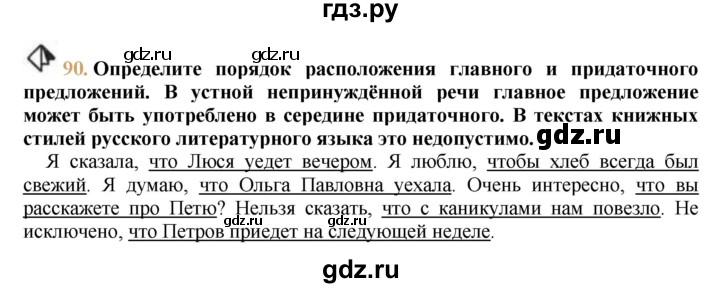 гдз.ру
gdz.ru gdz.ru
90. Определите порядок расположения главного и придаточного
предложений. В устной непринуждённой речи главное предложение
может быть употреблено в середине придаточного. В текстах книжных
стилей русского литературного языка это недопустимо.
gdz.ru
Я сказала, что Люся уедет вечером. Я люблю, чтобы хлеб всегда был
свежий. Я думаю, что Ольга Павловна уехала. Очень интересно, что вы
расскажете про Петю? Нельзя сказать, что с каникулами нам повезло. Не
исключено, что Петров приедет на следующей неделе.
gdz.ru gdz.ru
gdz.ru